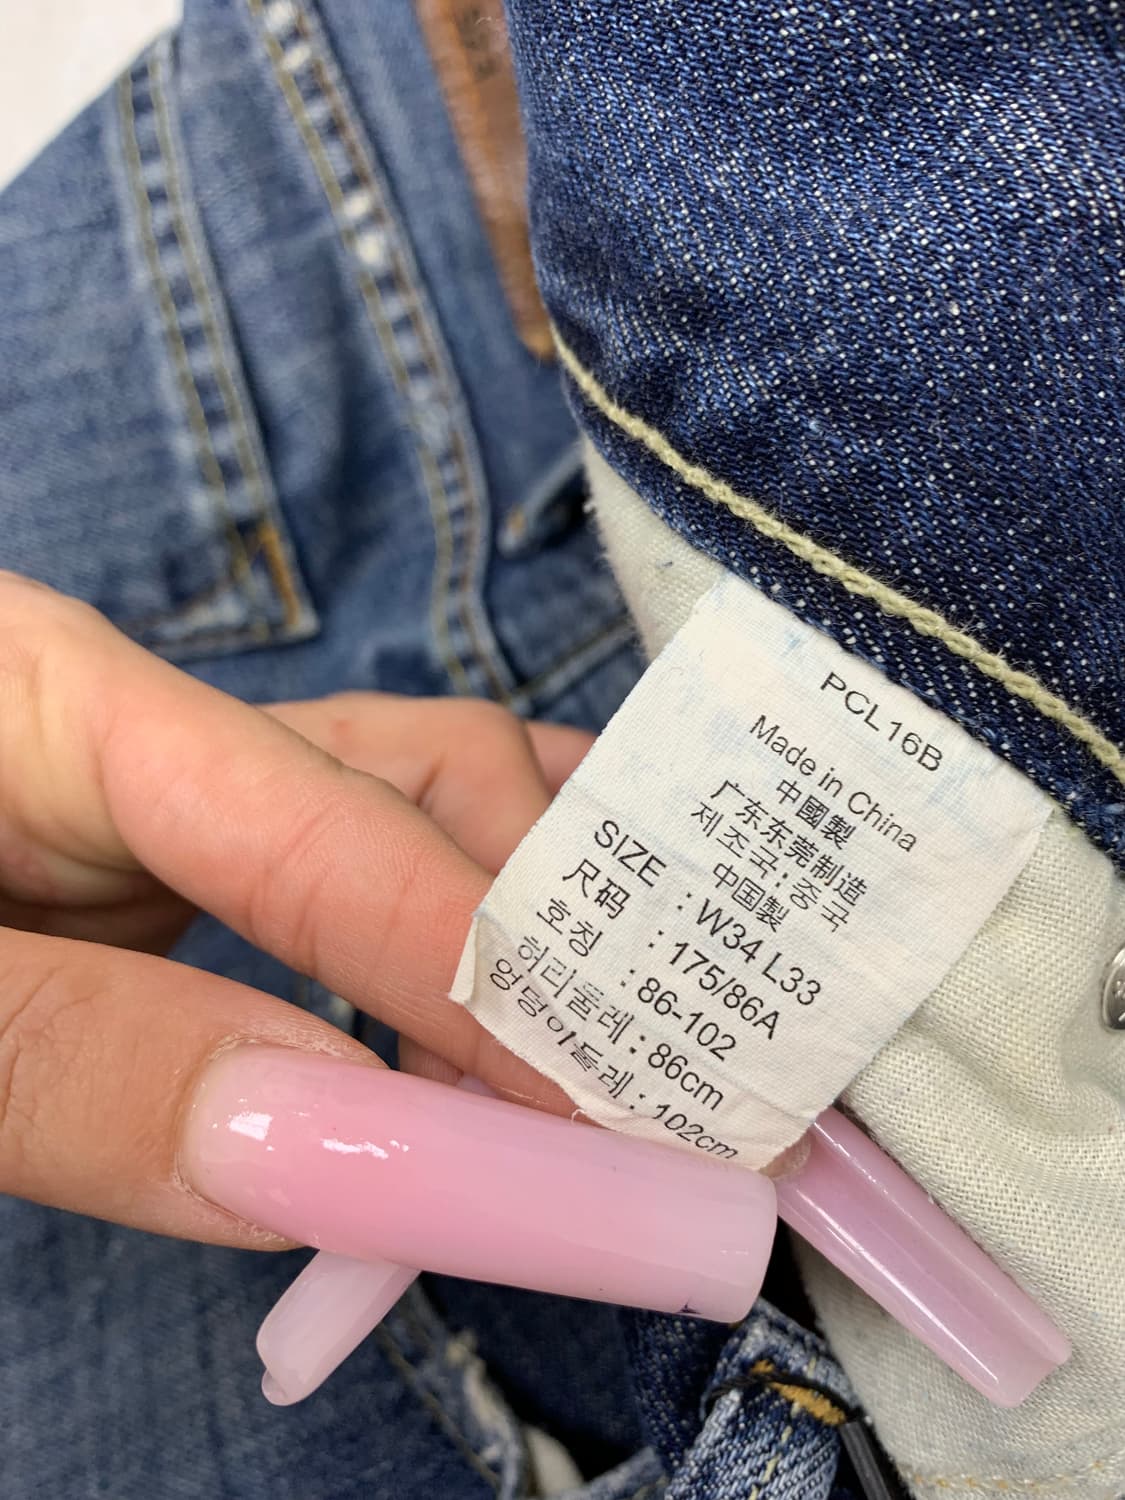 PCL16B
Made in China
中國製
广东东莞制造
제조국:중국
中国製
SIZE : W34 L33
尺码 : 175/86A
호칭 : 86-102
허리둘레 : 86cm
엉덩이둘레 : 102cm